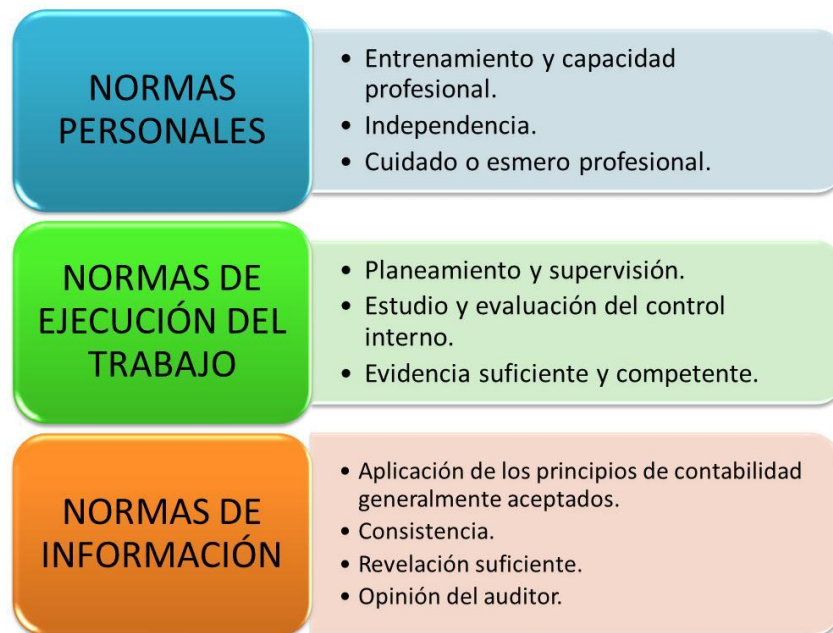 NORMAS
PERSONALES
• Entrenamiento y capacidad
profesional.
• Independencia.
• Cuidado o esmero profesional.
NORMAS DE
EJECUCIÓN DEL
TRABAJO
• Planeamiento y supervisión.
• Estudio y evaluación del control
interno.
• Evidencia suficiente y competente.
NORMAS DE
INFORMACIÓN
• Aplicación de los principios de contabilidad
generalmente aceptados.
• Consistencia.
• Revelación suficiente.
• Opinión del auditor.